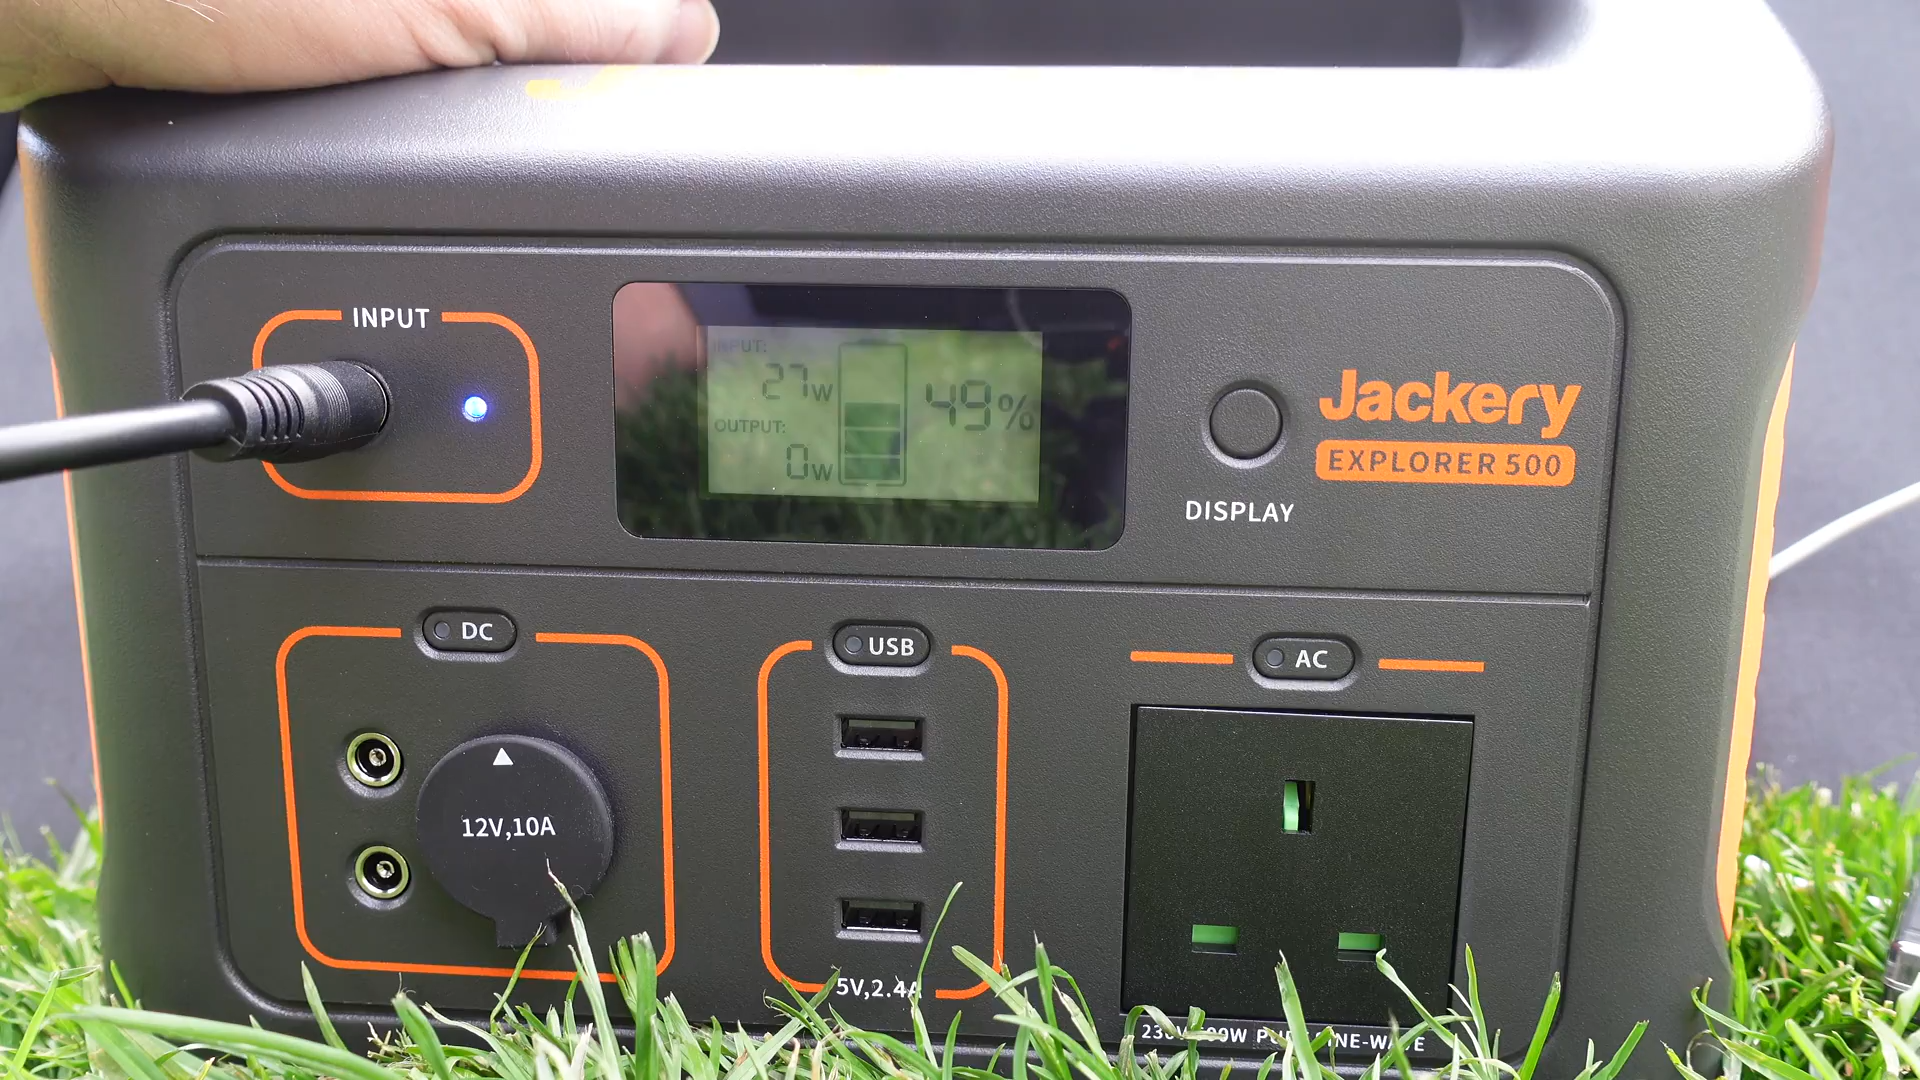 INPUT
INPUT:
27w
OUTPUT:
0w
49%
DISPLAY
Jackery
EXPLORER 500
DC
12V,10A
USB
5V,2.4A
AC